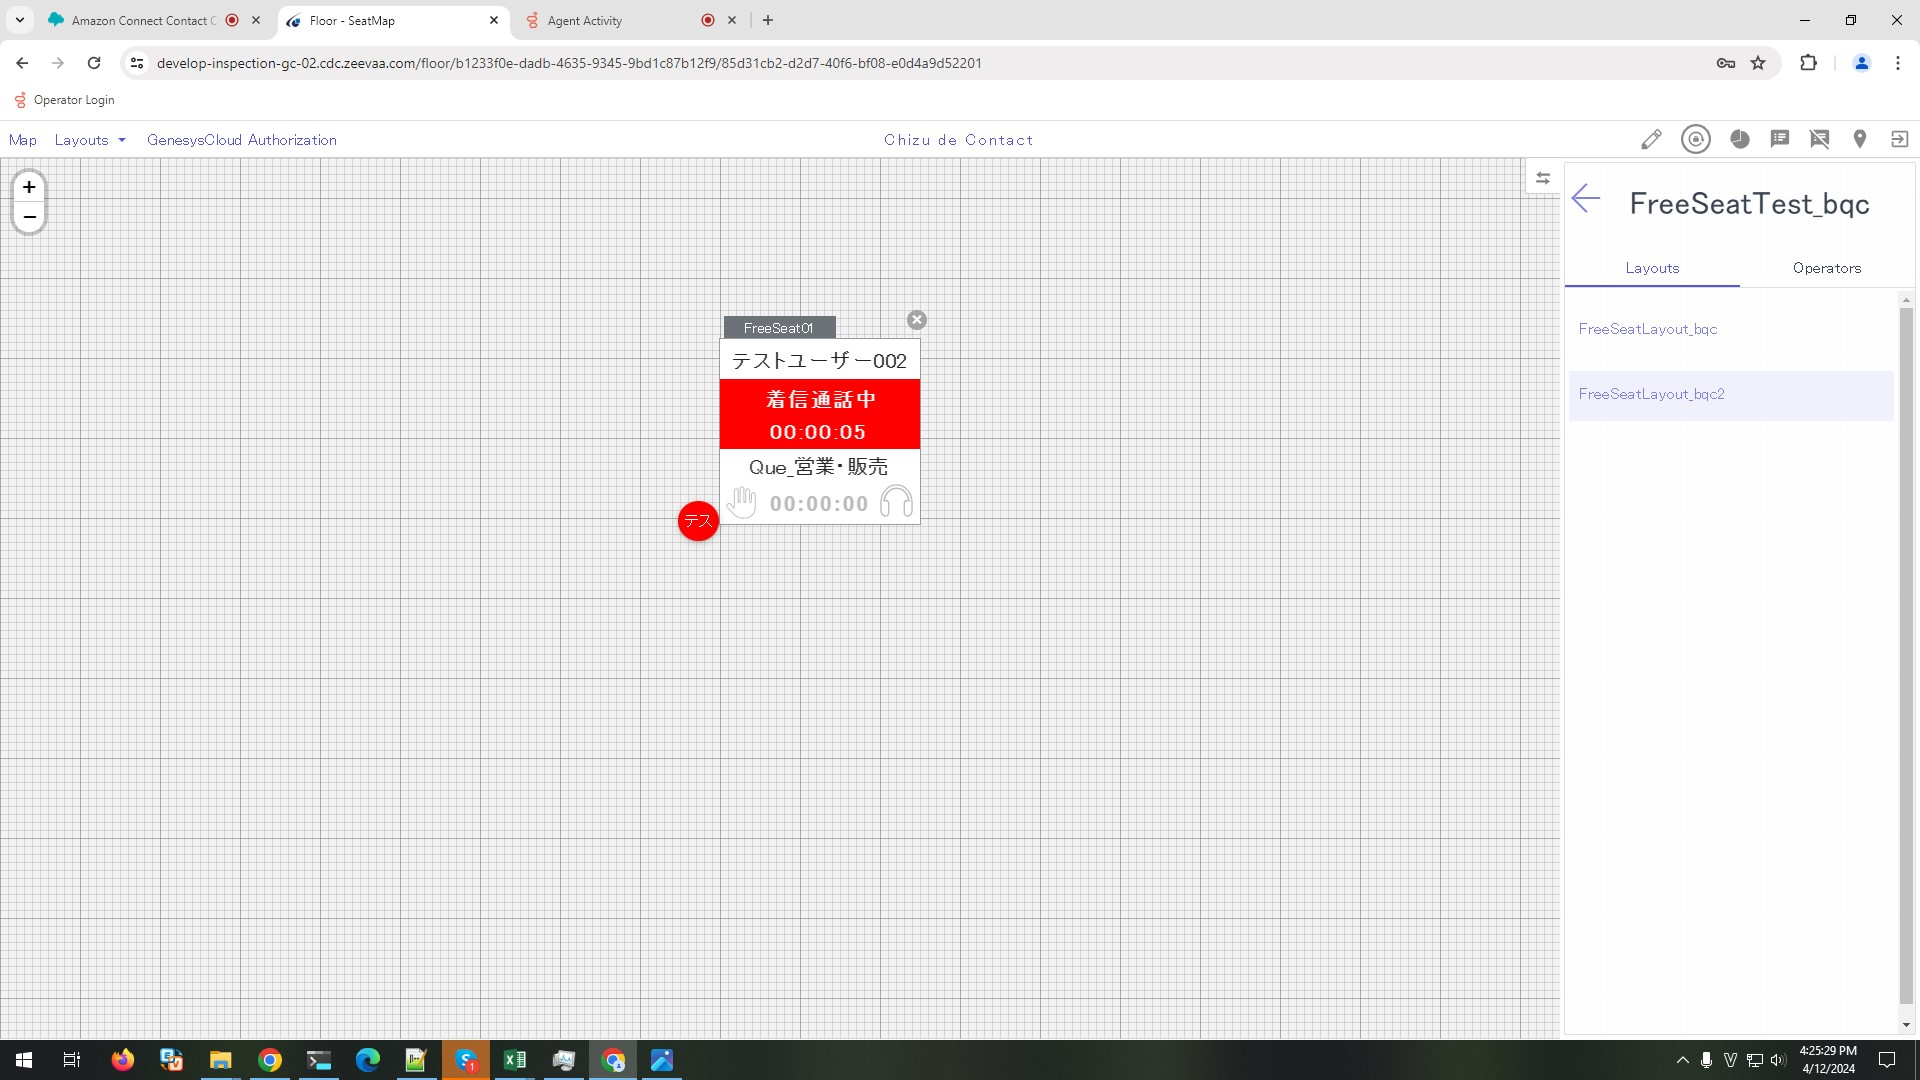 Amazon Connect Contact C
Floor - SeatMap
Agent Activity
develop-inspection-gc-02.cdc.zeevaa.com/floor/b1233f0e-dadb-4635-9345-9bd1c87b12f9/85d31cb2-d2d7-40f6-bf08-e0d4a9d52201
Operator Login
Map Layouts GenesysCloud Authorization
Chizu de Contact
+
−
FreeSeatTest_bqc
Layouts Operators
FreeSeatLayout_bqc
FreeSeatLayout_bqc2
FreeSeat01
テストユーザー002
着信通話中
00:00:05
Que_営業・販売
00:00:00
テス
4:25:29 PM
4/12/2024